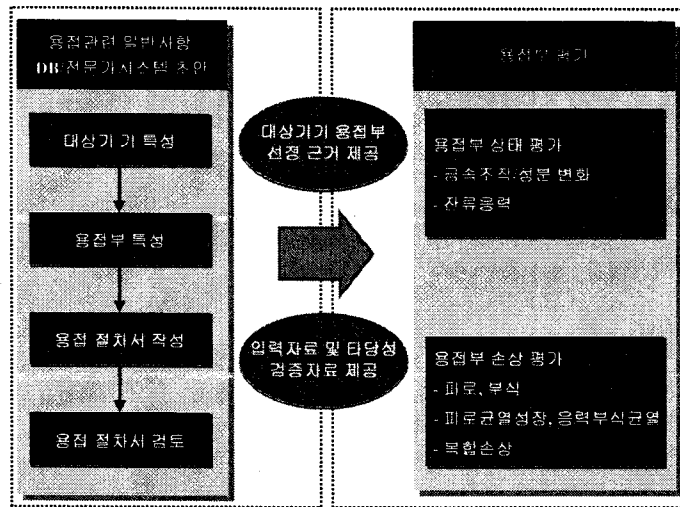 용접관련 일반사항
DB/전문가시스템 초안
대상기기 특성
용접부 특성
용접 절차서 작성
용접 절차서 검토
대상기기 용접부
선정 근거 제공
입력자료 및 타당성
검증자료 제공
용접부 평가
용접부 상태 평가
- 금속조직/성분 변화
- 잔류응력
용접부 손상 평가
- 피로, 부식
- 피로균열성장, 응력부식균열
- 복합손상